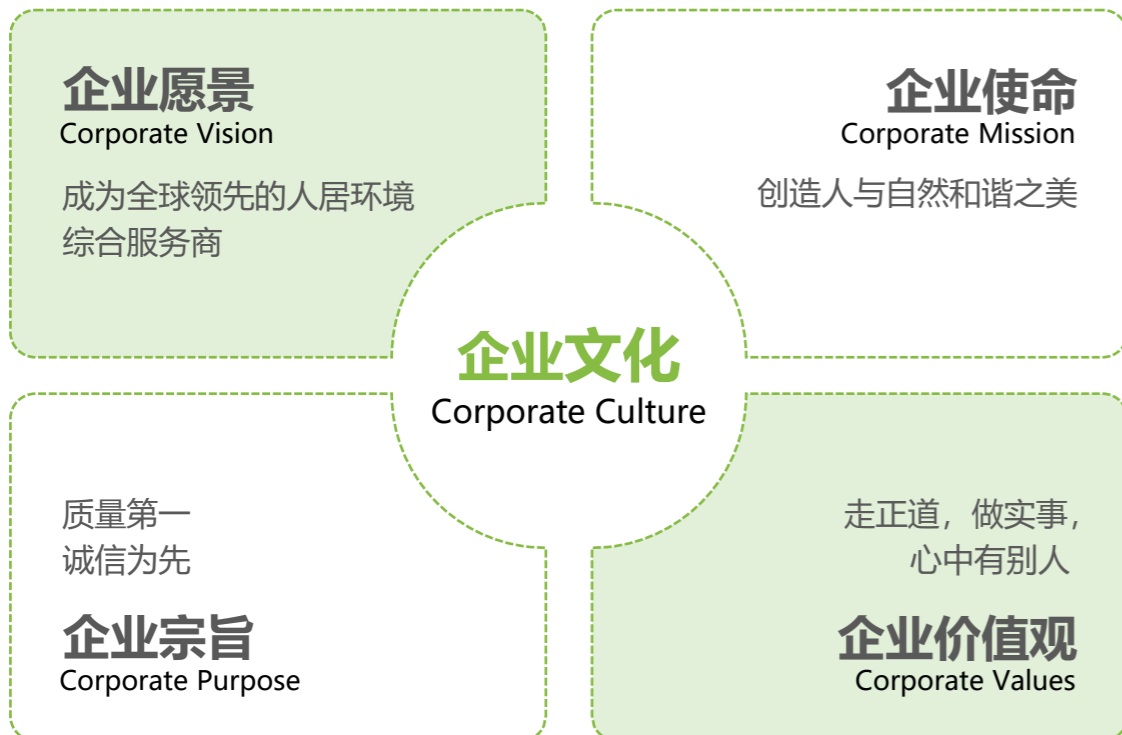 企业愿景
Corporate Vision
成为全球领先的人居环境
综合服务商
企业使命
Corporate Mission
创造人与自然和谐之美
企业文化
Corporate Culture
质量第一
诚信为先
企业宗旨
Corporate Purpose
走正道，做实事，
心中有别人
企业价值观
Corporate Values